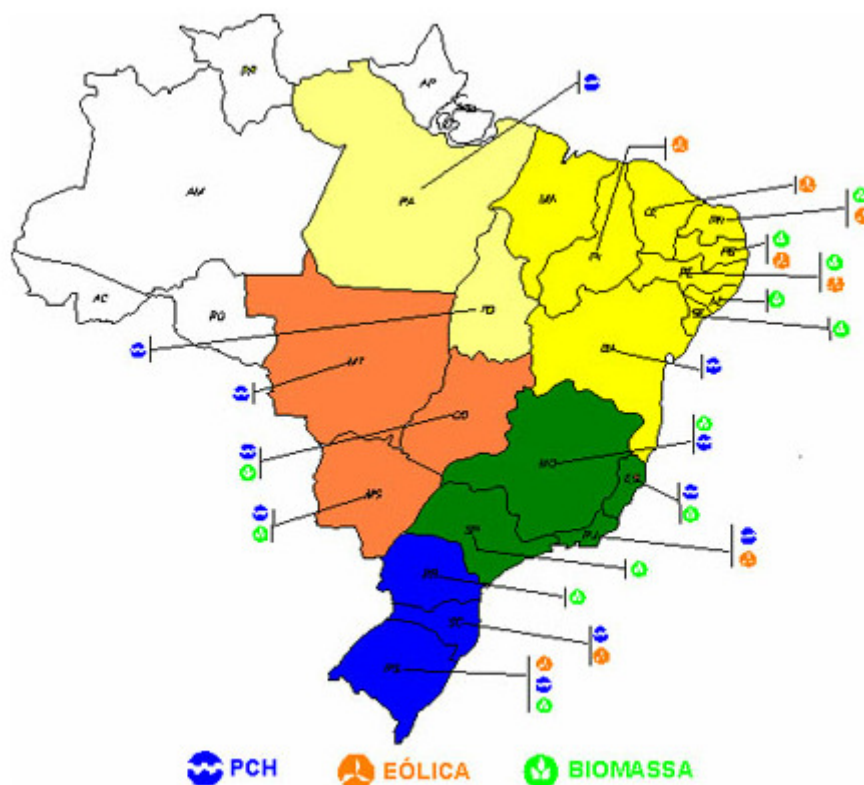 RR
AP
AM
PA
MA
CE
RN
PI
PB
PE
AL
SE
AC
RO
TO
MT
BA
GO
MG
ES
MS
SP
RJ
PR
SC
RS
PCH EÓLICA BIOMASSA